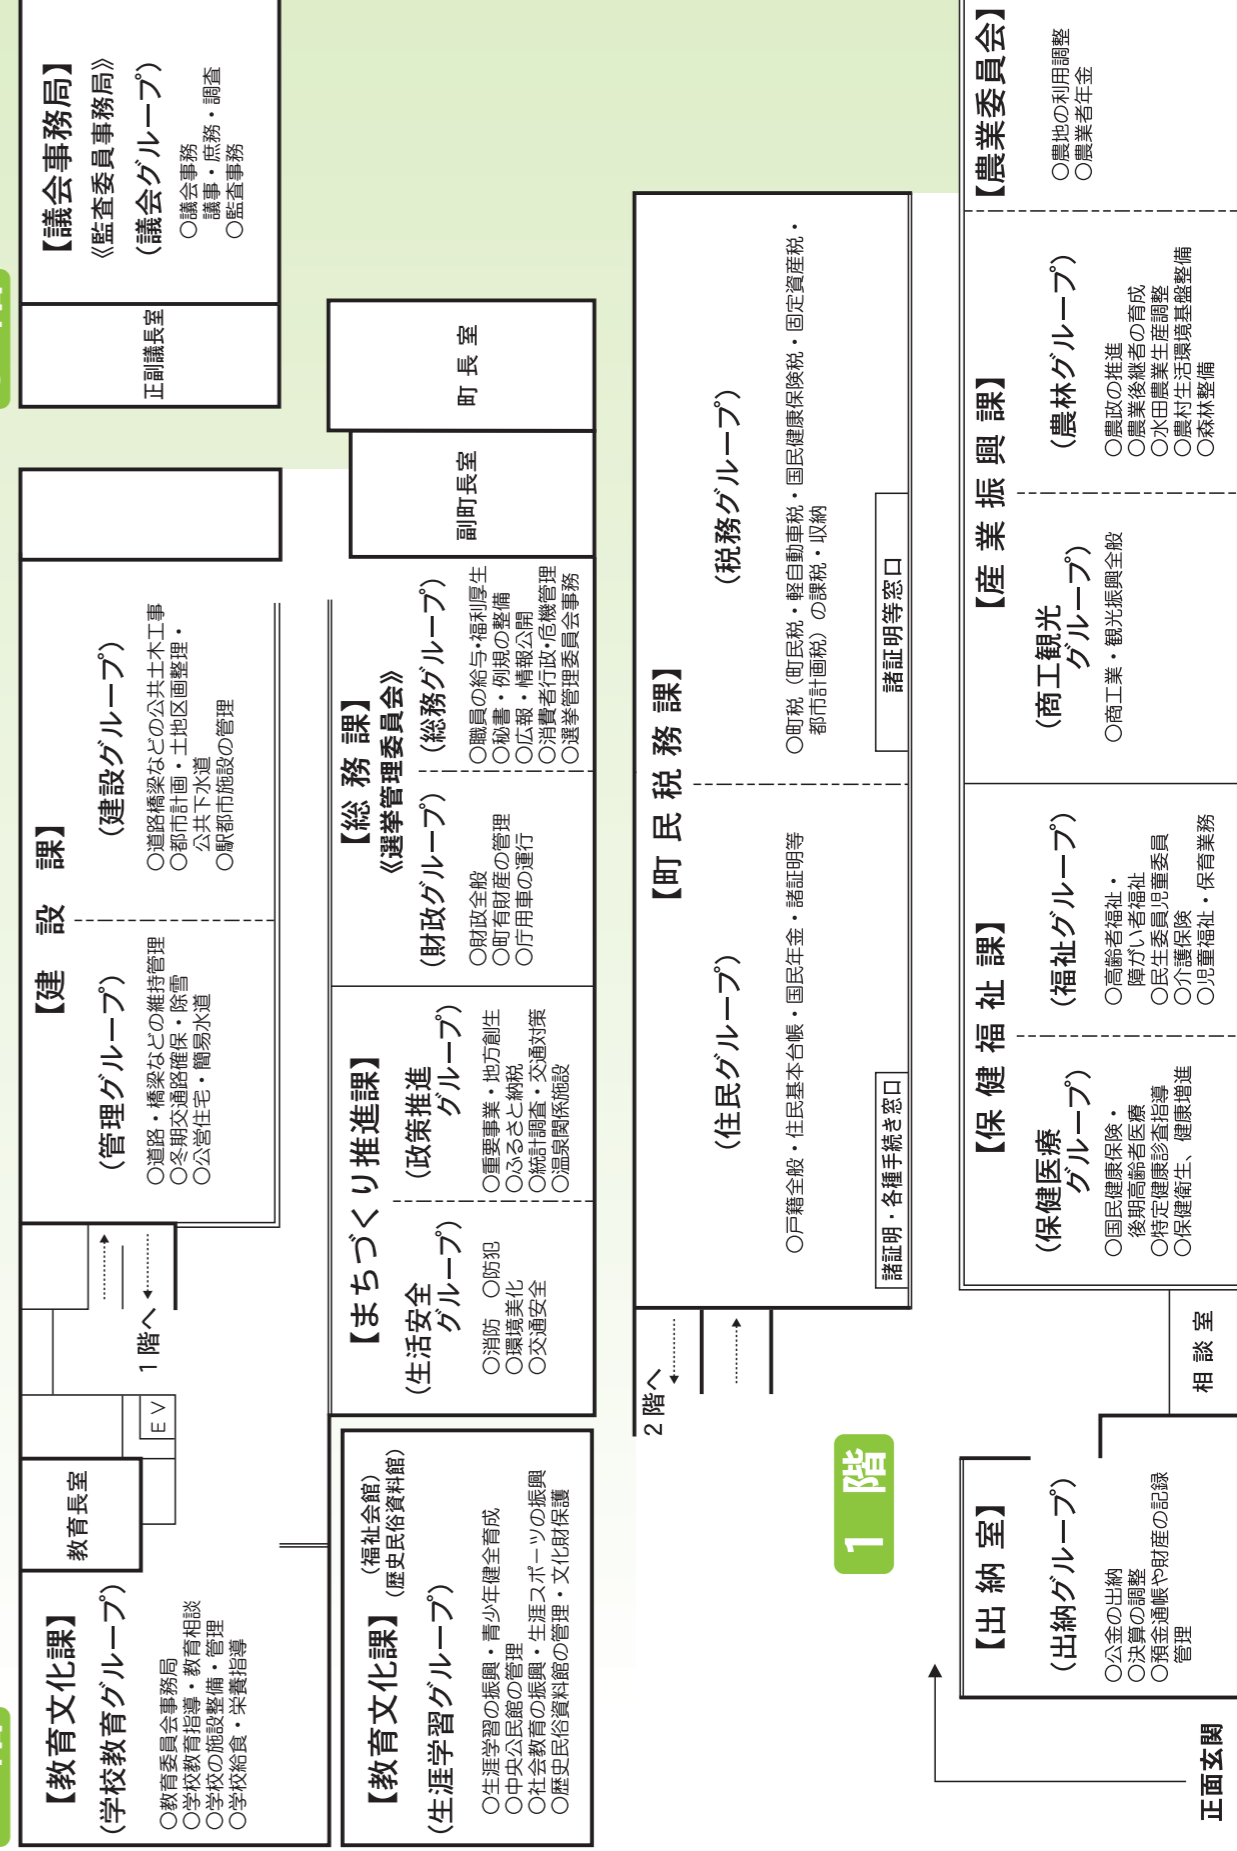 【教育文化課】
(学校教育グループ)
○教育委員会事務局
○学校教育指導・教育相談
○学校の施設整備・管理
○学校給食・栄養指導
教育長室
EV
1階へ
【建設課】
(管理グループ)
○道路・橋梁などの維持管理
○冬期交通路確保・除雪
○公営住宅・簡易水道
(建設グループ)
○道路橋梁などの公共土木工事
○都市計画・土地区画整理・
公共下水道
○駅都市施設の管理
正副議長室
【議会事務局】
《監査委員事務局》
(議会グループ)
○議会事務
議事・庶務・調査
○監査事務
【教育文化課】
(福祉会館)
(歴史民俗資料館)
(生涯学習グループ)
○生涯学習の振興・青少年健全育成
○中央公民館の管理
○社会教育の振興・生涯スポーツの振興
○歴史民俗資料館の管理・文化財保護
【まちづくり推進課】
(生活安全
グループ)
○消防 ○防犯
○環境美化
○交通安全
(政策推進
グループ)
○重要事業・地方創生
○ふるさと納税
○統計調査・交通対策
○温泉関係施設
【総務課】
《選挙管理委員会》
(財政グループ)
○財政全般
○町有財産の管理
○庁用車の運行
(総務グループ)
○職員の給与・福利厚生
○秘書・例規の整備
○広報・情報公開
○消費者行政・危機管理
○選挙管理委員会事務
副町長室
町長室
1階
2階へ
【町民税務課】
(住民グループ)
○戸籍全般・住民基本台帳・国民年金・諸証明等
諸証明・各種手続き窓口
(税務グループ)
○町税(町民税・軽自動車税・国民健康保険税・固定資産税・
都市計画税)の課税・収納
諸証明等窓口
正面玄関
【出納室】
(出納グループ)
○公金の出納
○決算の調整
○預金通帳や財産の記録
管理
相談室
【保健福祉課】
(保健医療
グループ)
○国民健康保険・
後期高齢者医療
○特定健康診査指導
○保健衛生、健康増進
(福祉グループ)
○高齢者福祉・
障がい者福祉
○民生委員児童委員
○介護保険
○児童福祉・保育業務
【産業振興課】
(商工観光
グループ)
○商工業・観光振興全般
(農林グループ)
○農政の推進
○農業後継者の育成
○水田農業生産調整
○農村生活環境基盤整備
○森林整備
【農業委員会】
○農地の利用調整
○農業者年金